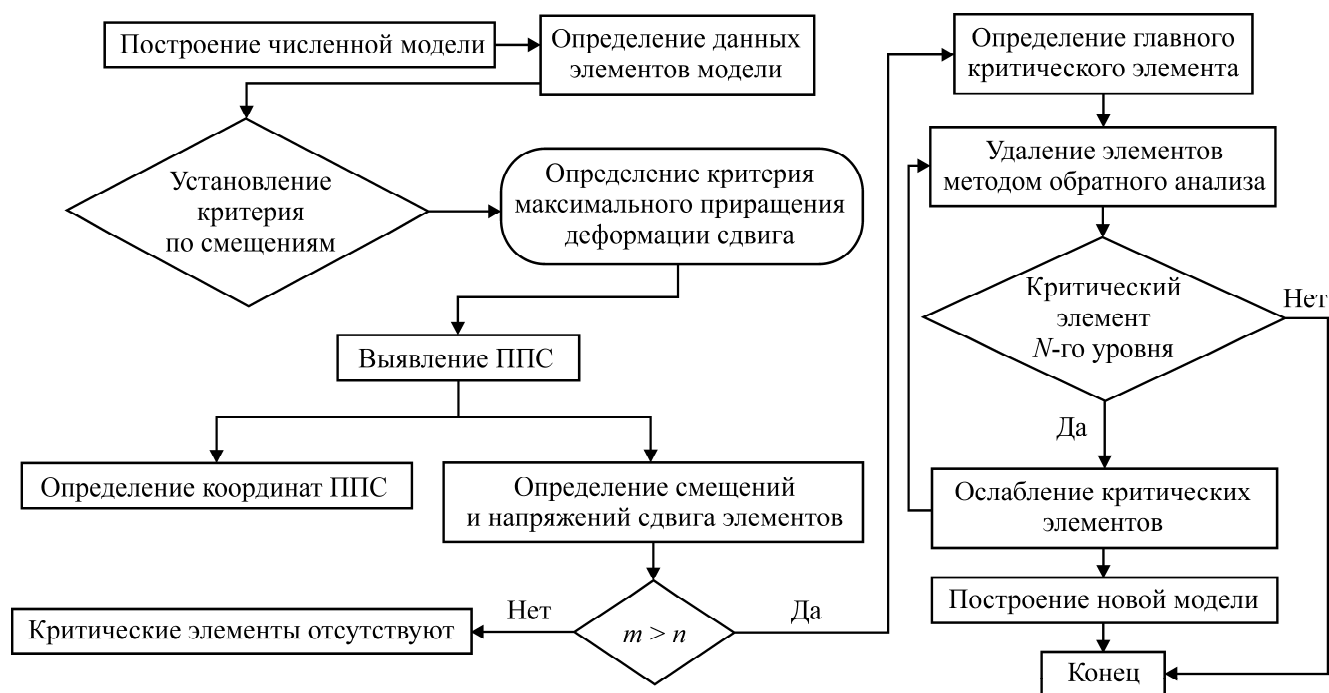 Построение численной модели
Определение данных
элементов модели
Установление
критерия
по смещениям
Определение критерия
максимального приращения
деформации сдвига
Выявление ППС
Определение координат ППС
Определение смещений
и напряжений сдвига элементов
m > n
Нет
Да
Критические элементы отсутствуют
Определение главного
критического элемента
Удаление элементов
методом обратного анализа
Критический
элемент
N-го уровня
Нет
Да
Ослабление критических
элементов
Построение новой модели
Конец